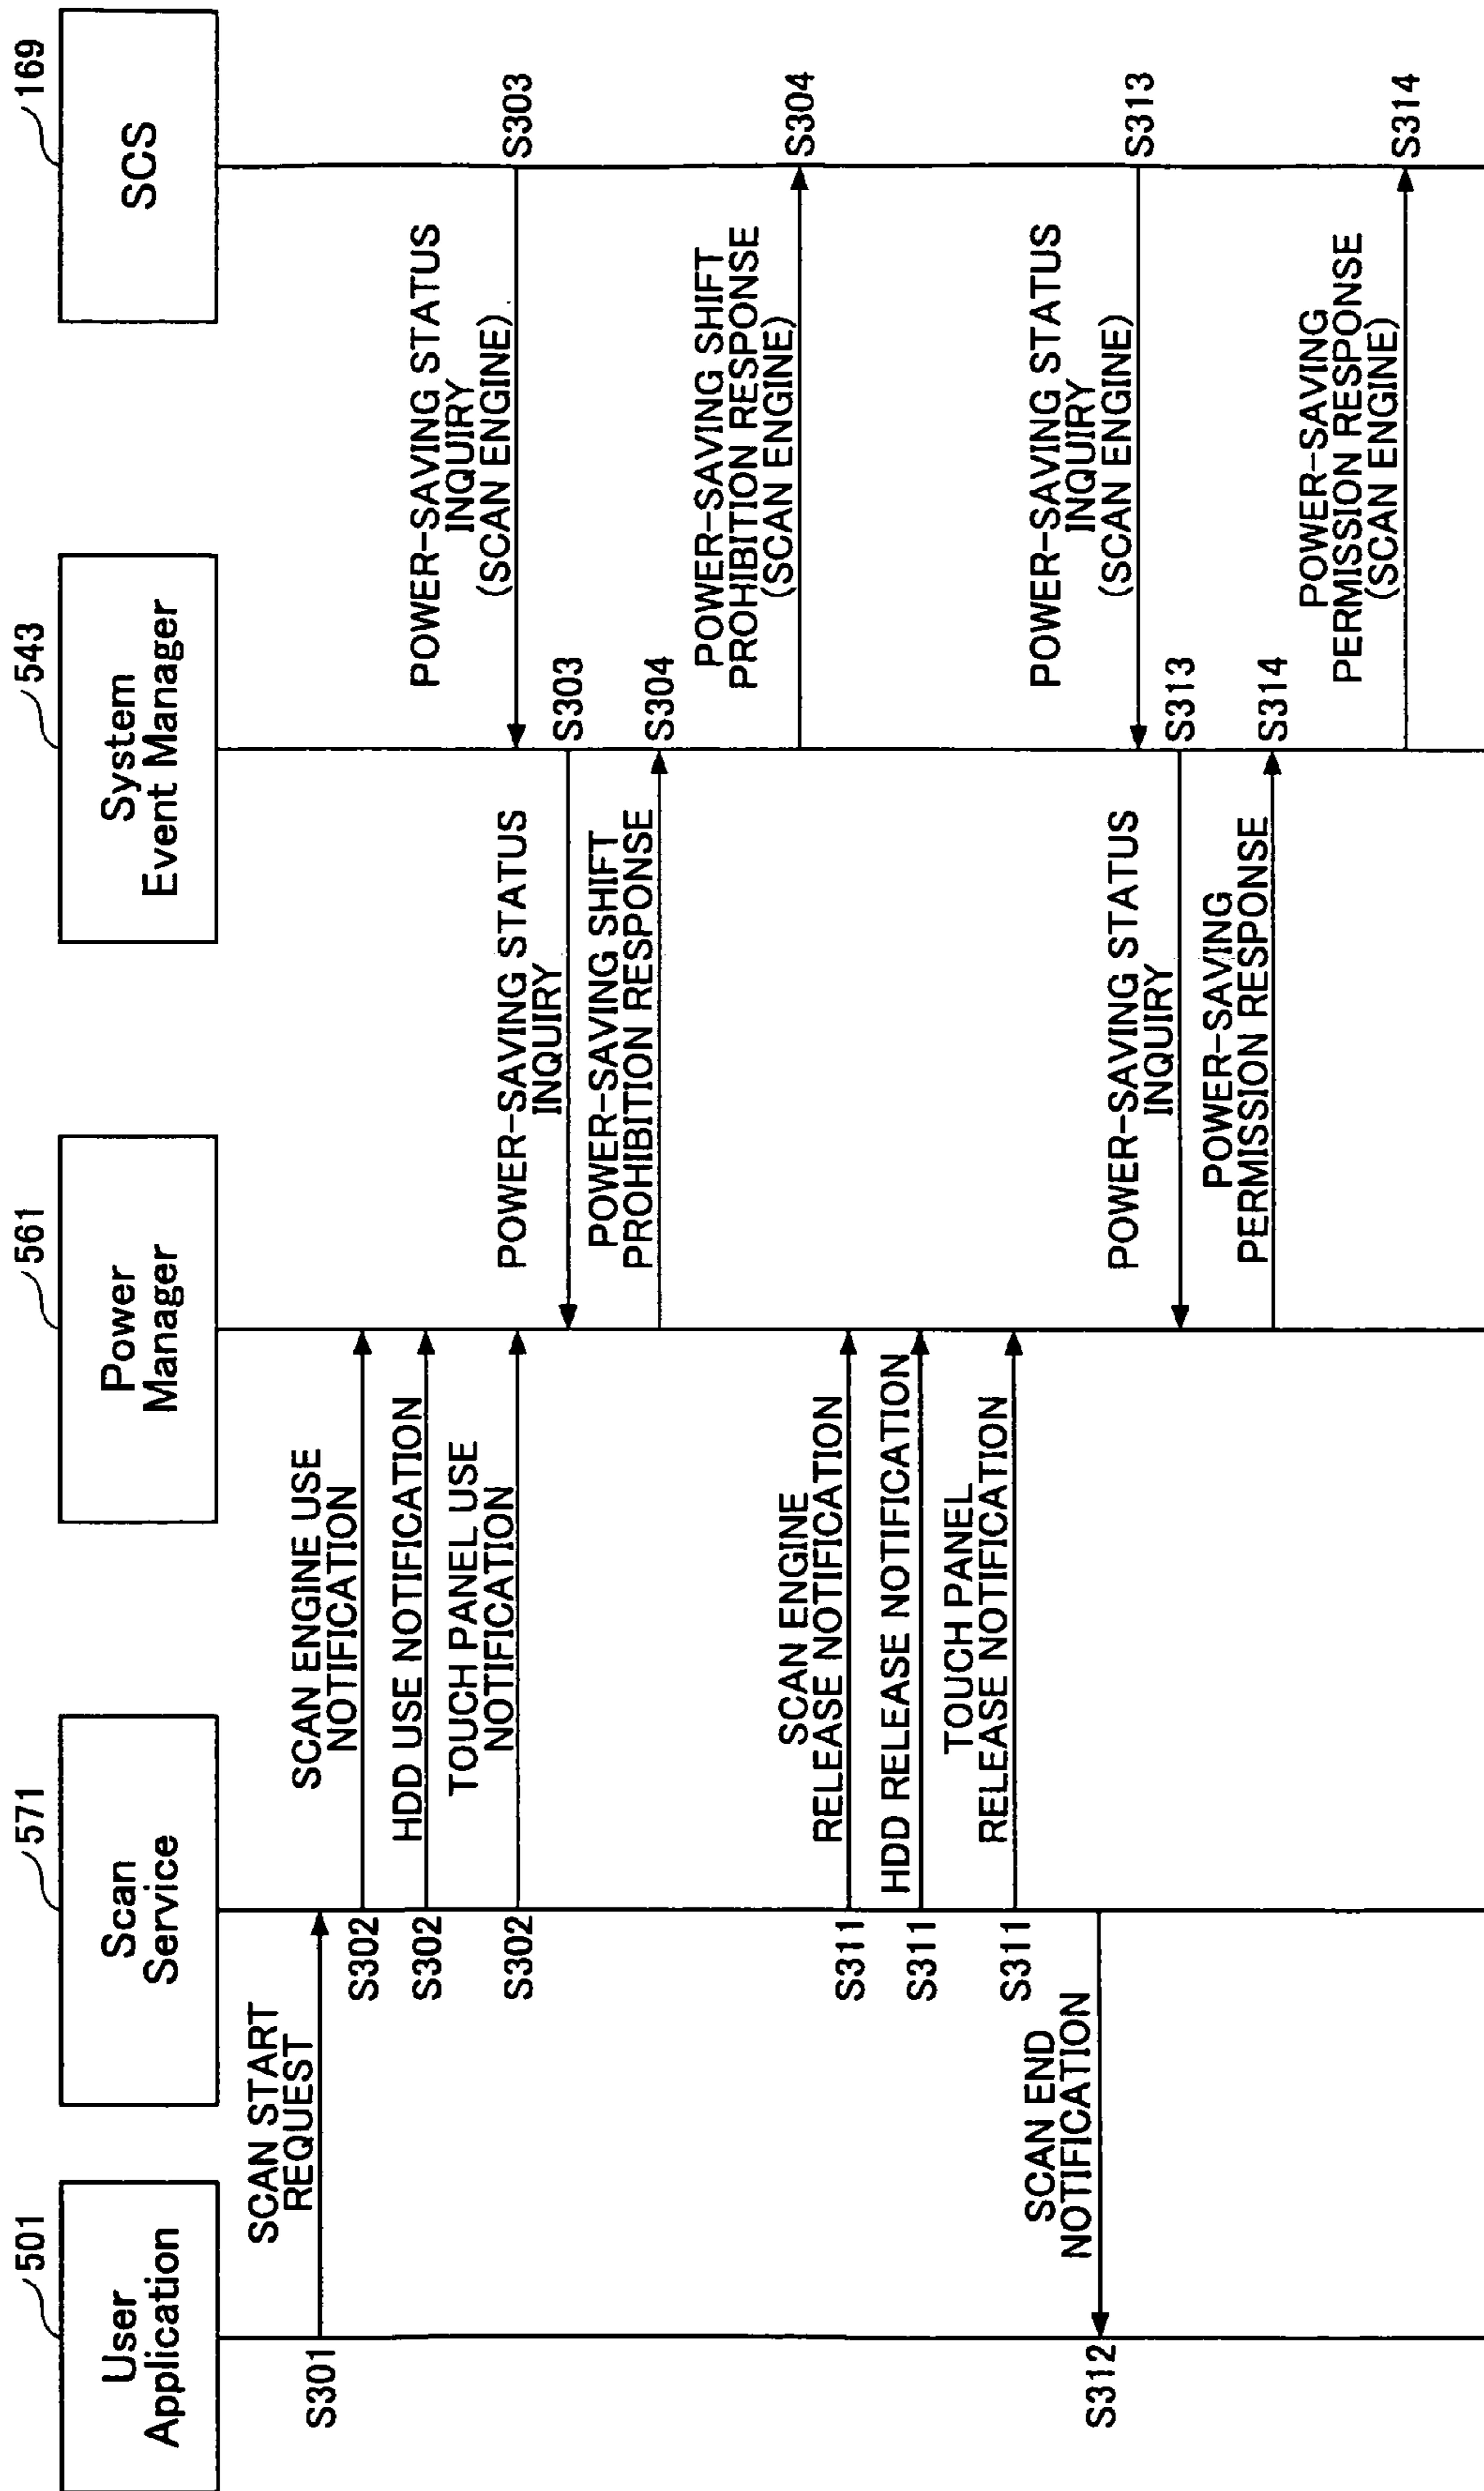 501
User
Application
571
Scan
Service
561
Power
Manager
543
System
Event Manager
169
SCS
S301
SCAN START
REQUEST
S302
SCAN ENGINE USE
NOTIFICATION
S302
HDD USE NOTIFICATION
S302
TOUCH PANEL USE
NOTIFICATION
S303
POWER-SAVING STATUS
INQUIRY
(SCAN ENGINE)
S303
POWER-SAVING STATUS
INQUIRY
S304
POWER-SAVING SHIFT
PROHIBITION RESPONSE
S304
POWER-SAVING SHIFT
PROHIBITION RESPONSE
(SCAN ENGINE)
S311
SCAN ENGINE
RELEASE NOTIFICATION
S311
HDD RELEASE NOTIFICATION
S311
TOUCH PANEL
RELEASE NOTIFICATION
S312
SCAN END
NOTIFICATION
S313
POWER-SAVING STATUS
INQUIRY
(SCAN ENGINE)
S313
POWER-SAVING STATUS
INQUIRY
S314
POWER-SAVING
PERMISSION RESPONSE
S314
POWER-SAVING
PERMISSION RESPONSE
(SCAN ENGINE)